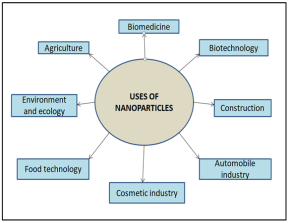 Biomedicine
Agriculture
Biotechnology
USES OF
NANOPARTICLES
Environment
and ecology
Construction
Food technology
Automobile
industry
Cosmetic industry